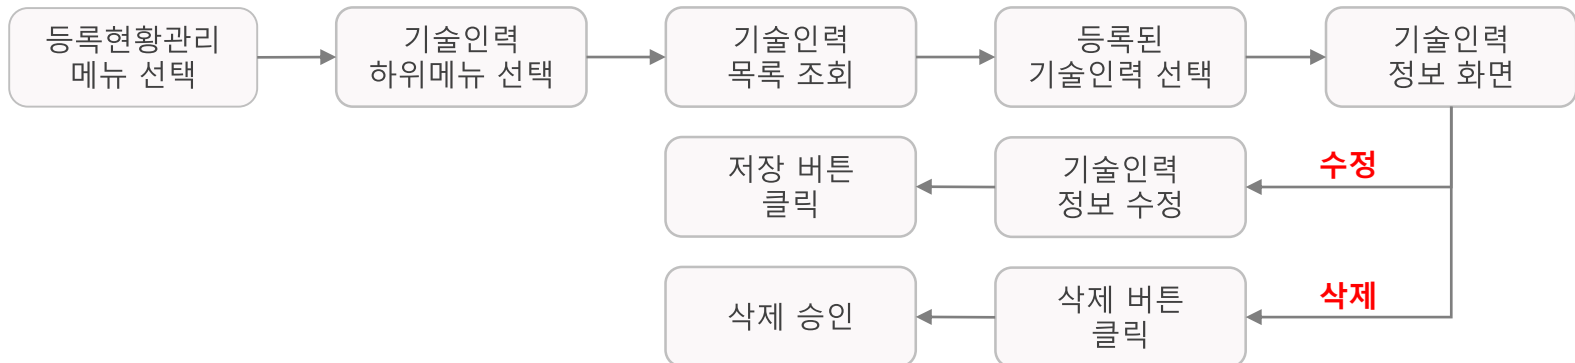 등록현황관리
메뉴 선택
기술인력
하위메뉴 선택
기술인력
목록 조회
등록된
기술인력 선택
기술인력
정보 화면
수정
기술인력
정보 수정
저장 버튼
클릭
삭제
삭제 버튼
클릭
삭제 승인